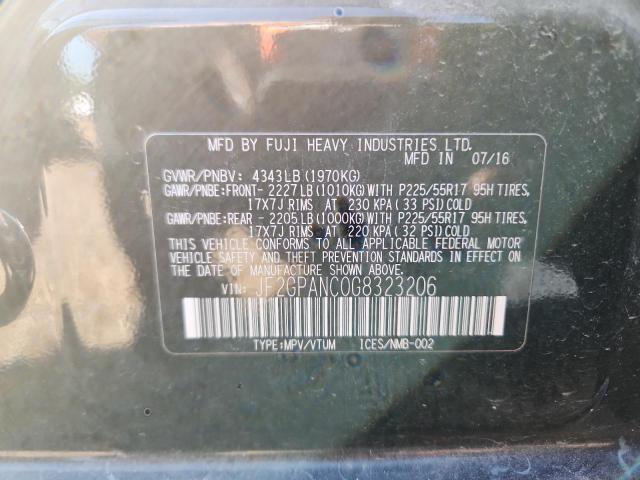 MFD BY FUJI HEAVY INDUSTRIES LTD.
MFD IN 07/16
GVWR/PNBV: 4343LB (1970KG)
GAWR/PNBE:FRONT- 2227LB(1010KG)WITH P225/55R17 95H TIRES,
17X7J RIMS AT 230 KPA ( 33 PSI) COLD
GAWR/PNBE:REAR - 2205LB(1000KG)WITH P225/55R17 95H TIRES,
17X7J RIMS AT 220 KPA ( 32 PSI) COLD
THIS VEHICLE CONFORMS TO ALL APPLICABLE FEDERAL MOTOR
VEHICLE SAFETY AND THEFT PREVENTION STANDARDS
IN EFFECT ON THE DATE OF MANUFACTURE SHOWN ABOVE.
VIN: JF2GPANC0G8323206
TYPE:MPV/VTUM ICES/NMB-002